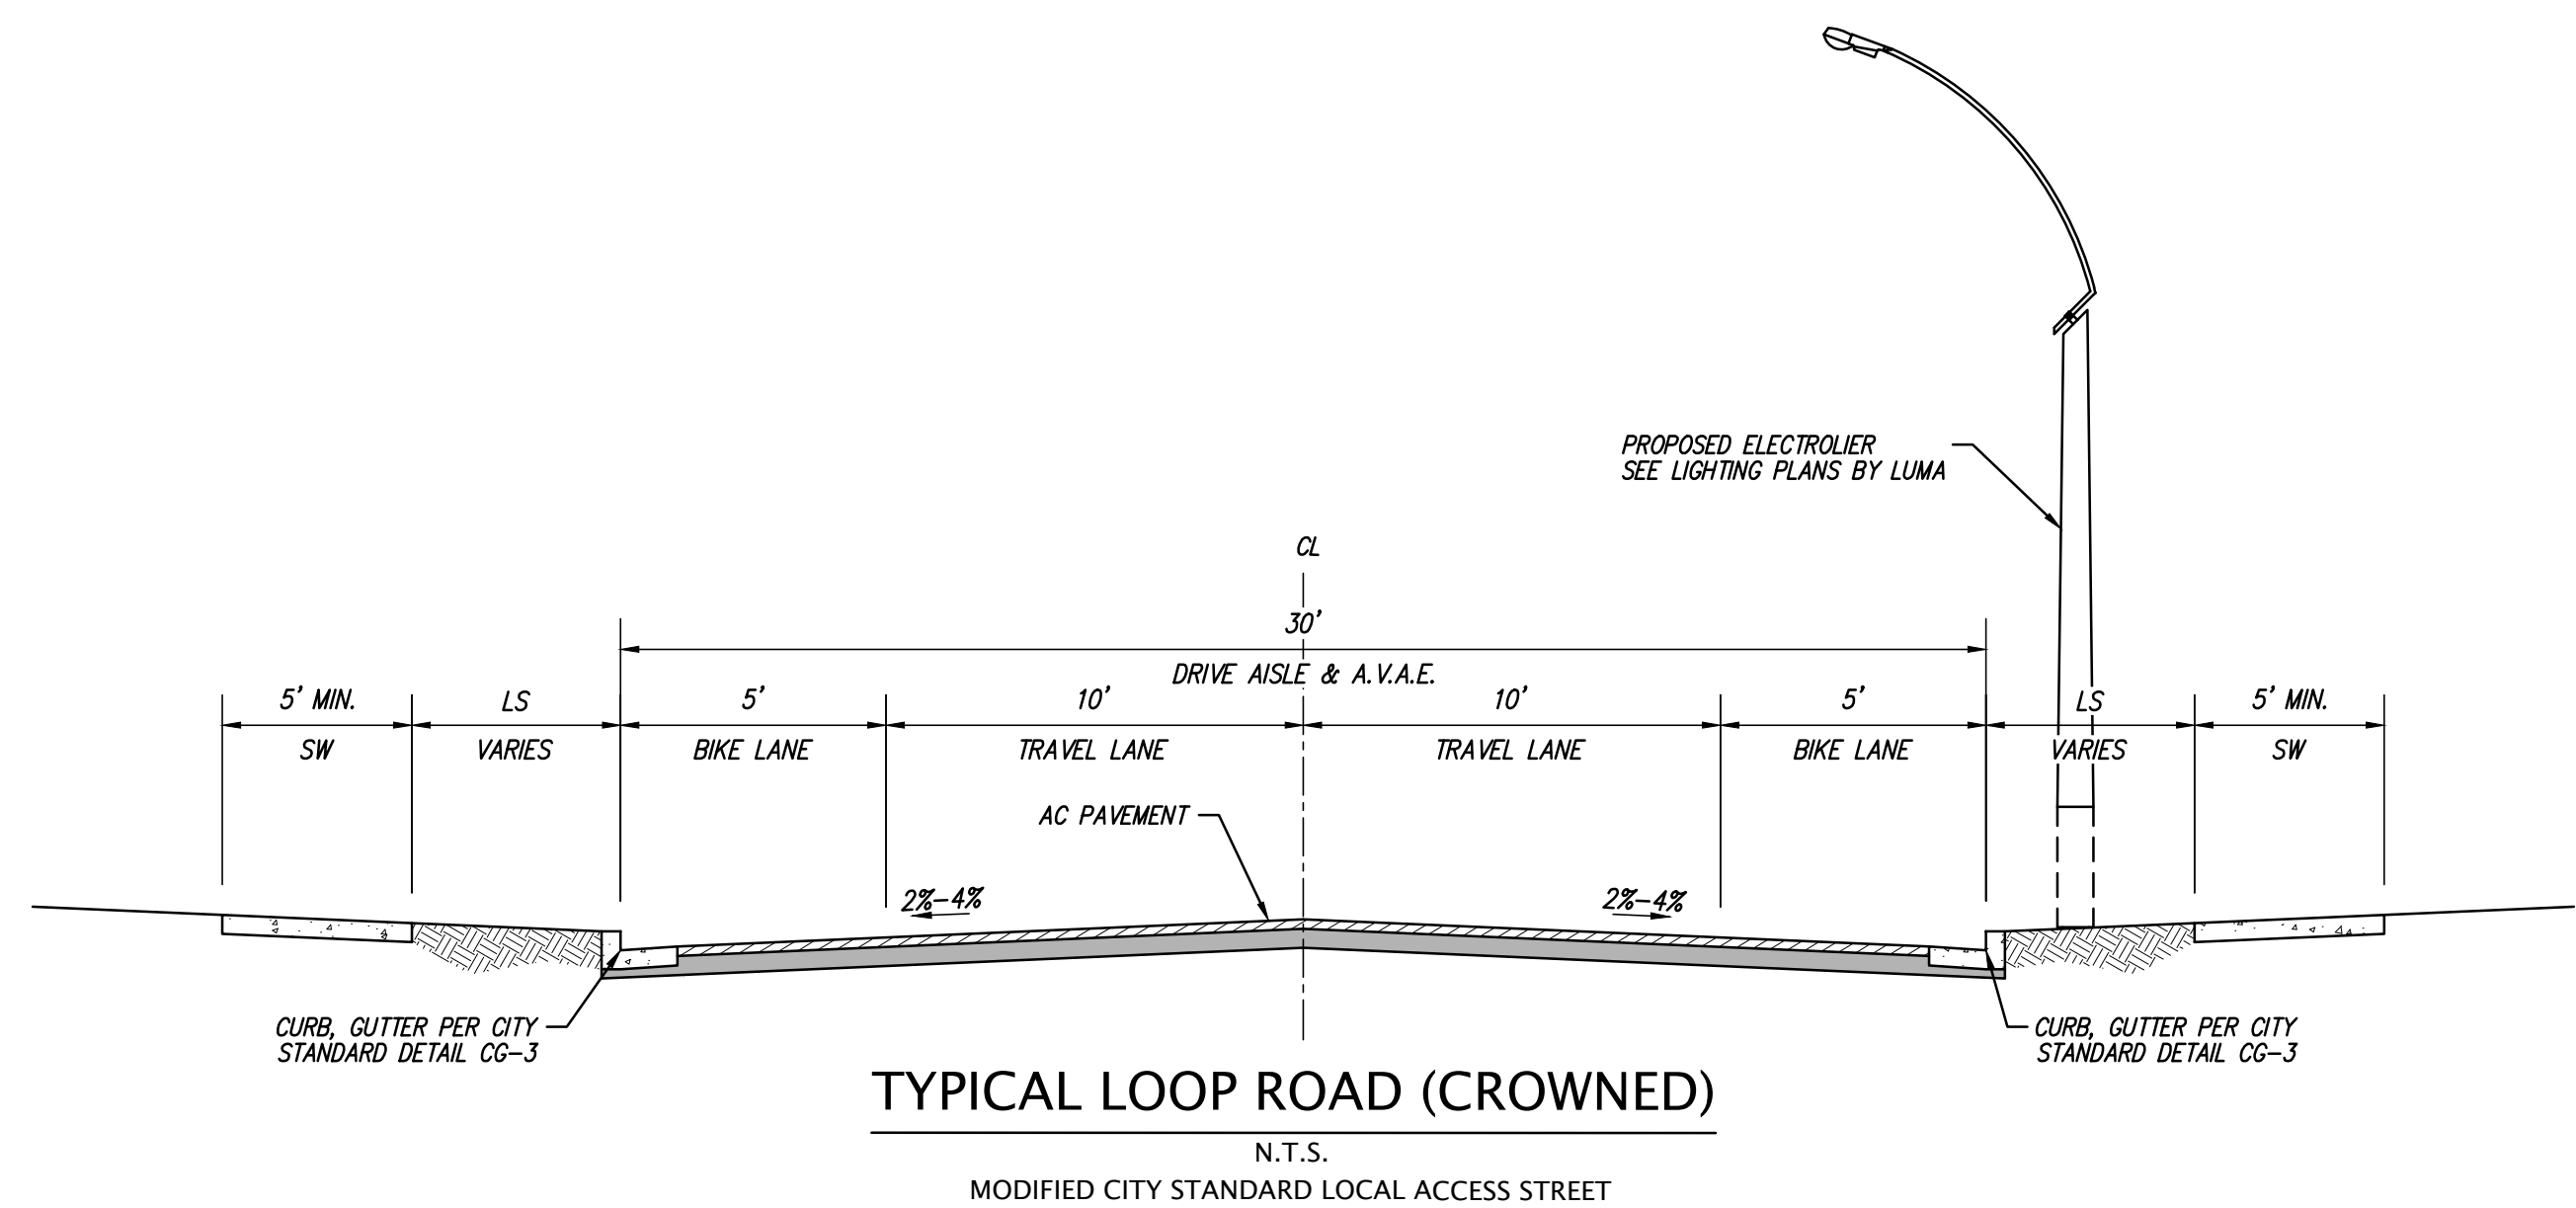 PROPOSED ELECTROLIER
SEE LIGHTING PLANS BY LUMA
CL
30'
DRIVE AISLE & A.V.A.E.
5' MIN.
LS
5'
10'
10'
5'
LS
5' MIN.
SW
VARIES
BIKE LANE
TRAVEL LANE
TRAVEL LANE
BIKE LANE
VARIES
SW
AC PAVEMENT
2%-4%
2%-4%
CURB, GUTTER PER CITY
STANDARD DETAIL CG-3
CURB, GUTTER PER CITY
STANDARD DETAIL CG-3
TYPICAL LOOP ROAD (CROWNED)
N.T.S.
MODIFIED CITY STANDARD LOCAL ACCESS STREET